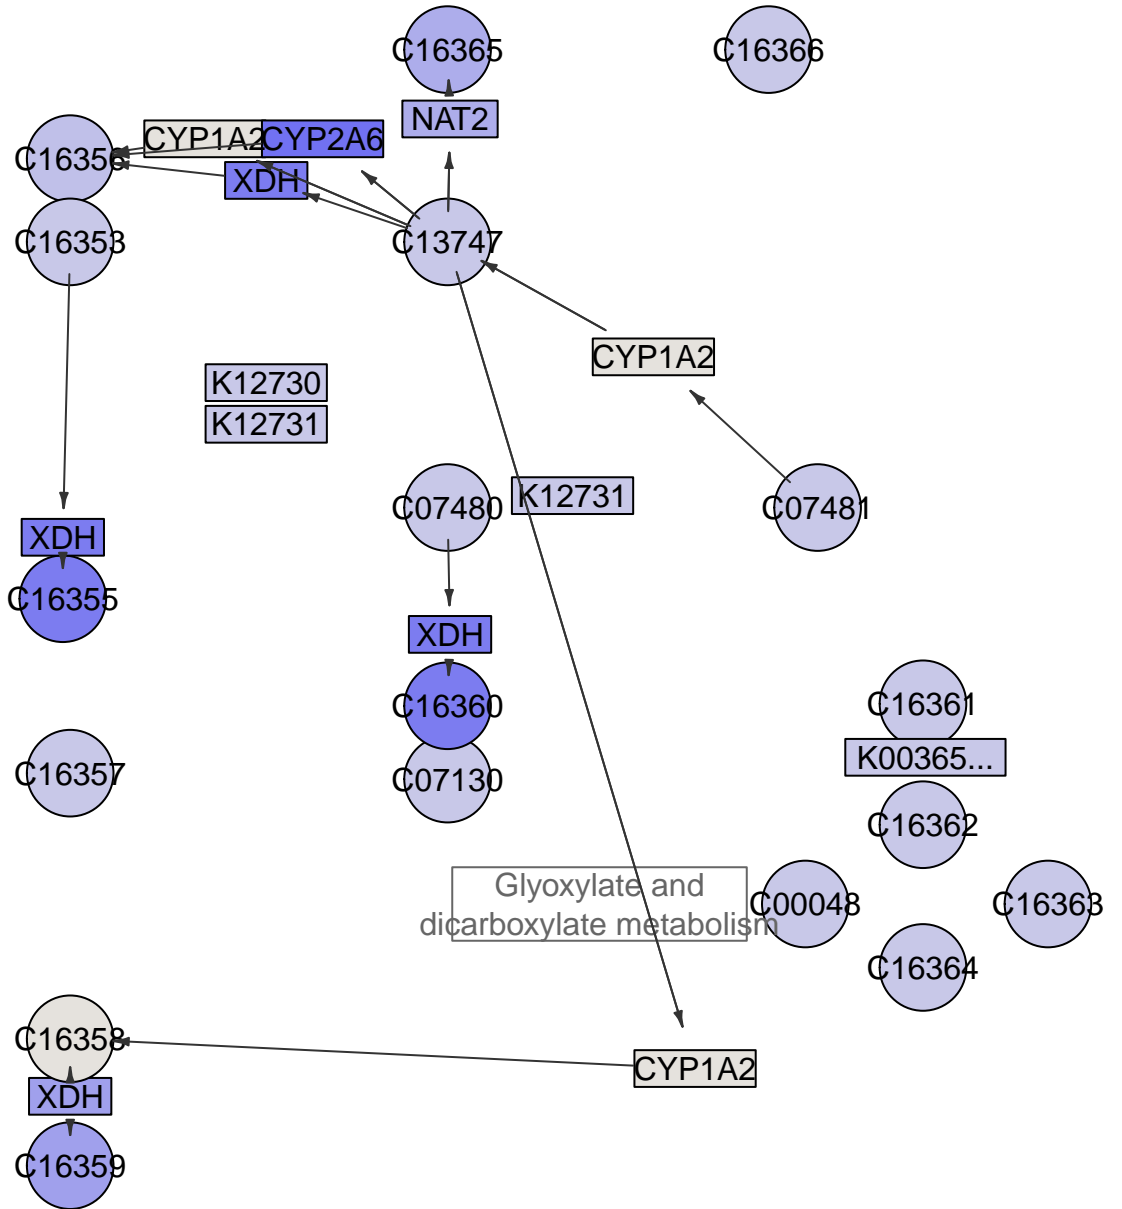 C16365
C16366
NAT2
CYP1A2
CYP2A6
C16356
XDH
C16353
C13747
CYP1A2
K12730
K12731
K12731
C07480
C07481
XDH
C16355
XDH
C16360
C16361
K00365...
C16357
C07130
C16362
Glyoxylate and
dicarboxylate metabolism
C00048
C16363
C16364
C16358
CYP1A2
XDH
C16359